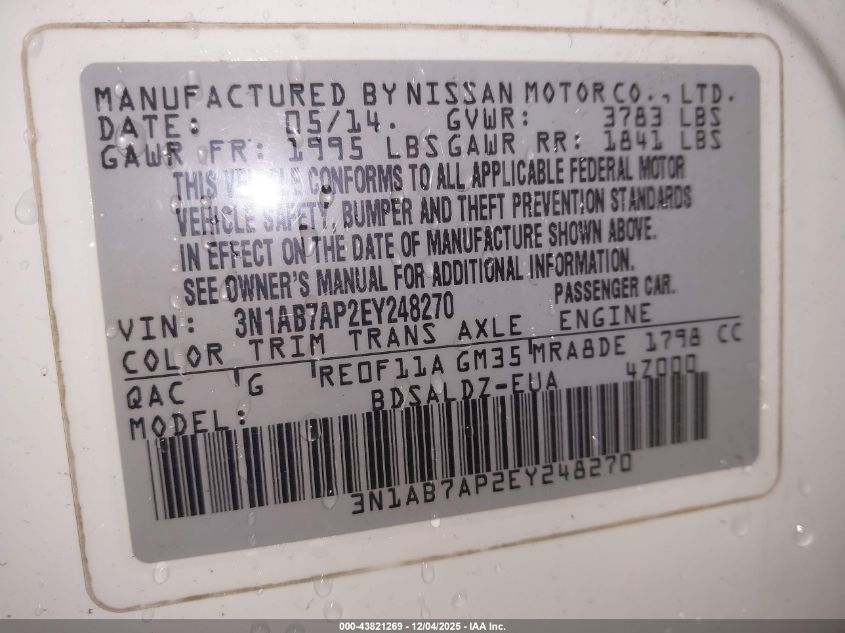 MANUFACTURED BY NISSAN MOTOR CO., LTD.
DATE: 05/14. GVWR: 3783 LBS
GAWR FR: 1995 LBS GAWR RR: 1841 LBS
THIS VEHICLE CONFORMS TO ALL APPLICABLE FEDERAL MOTOR
VEHICLE SAFETY, BUMPER AND THEFT PREVENTION STANDARDS
IN EFFECT ON THE DATE OF MANUFACTURE SHOWN ABOVE.
SEE OWNER'S MANUAL FOR ADDITIONAL INFORMATION.
VIN: 3N1AB7AP2EY248270 PASSENGER CAR.
COLOR TRIM TRANS AXLE ENGINE
QAC G RE0F11A GM35 MRA8DE 1798 CC
MODEL: BDSALDZ-EUA 4Z000
3N1AB7AP2EY248270
000-43821269 - 12/04/2025 - IAA Inc.